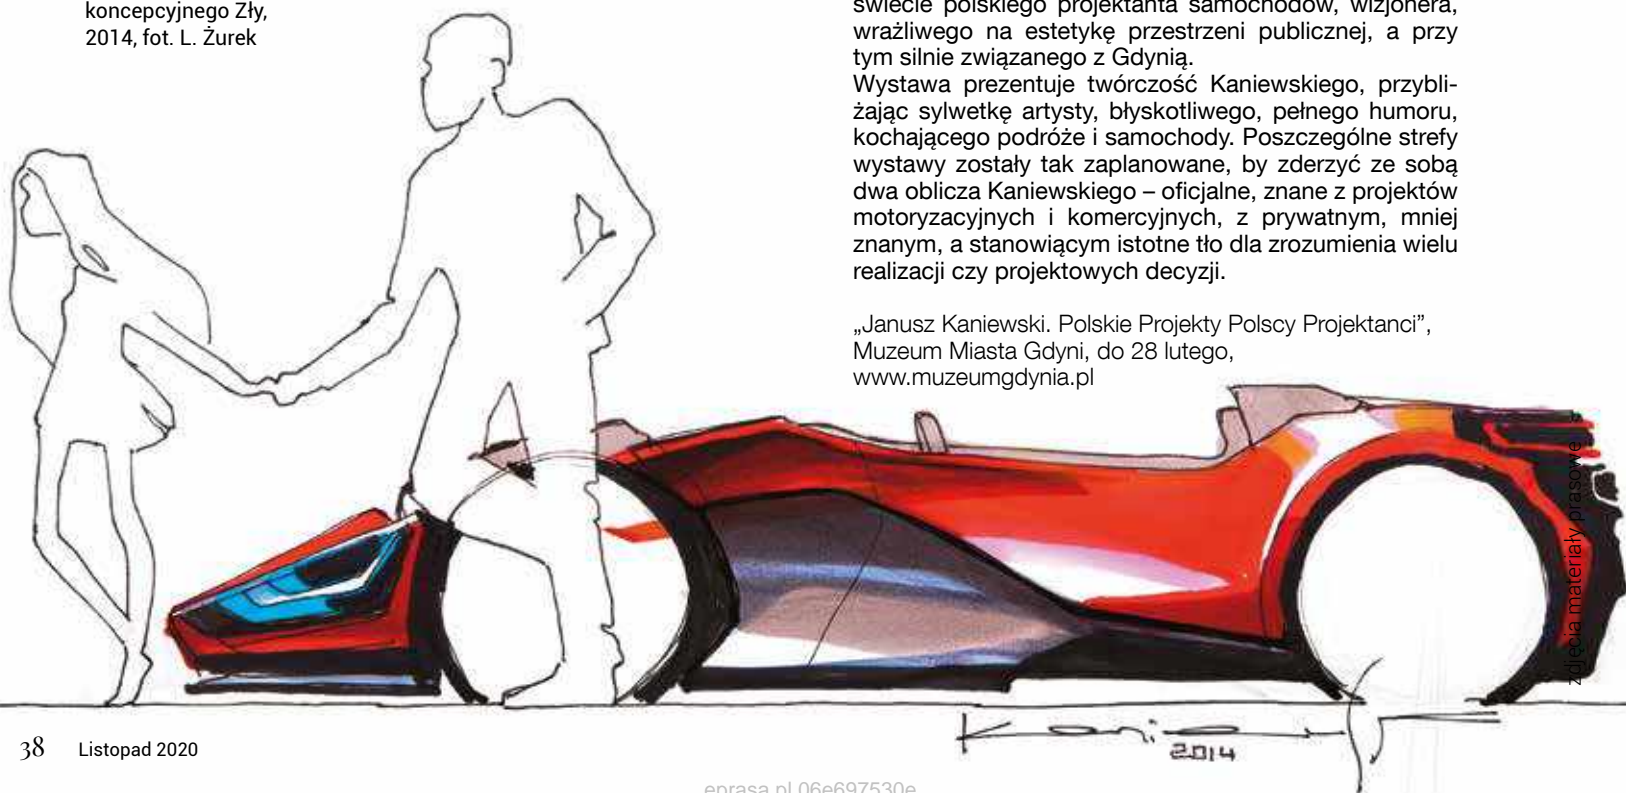 koncepcyjnego Zły,
2014, fot. L. Żurek
świecie polskiego projektanta samochodów, wizjonera,
wrażliwego na estetykę przestrzeni publicznej, a przy
tym silnie związanego z Gdynią.
Wystawa prezentuje twórczość Kaniewskiego, przybli-
żając sylwetkę artysty, błyskotliwego, pełnego humoru,
kochającego podróże i samochody. Poszczególne strefy
wystawy zostały tak zaplanowane, by zderzyć ze sobą
dwa oblicza Kaniewskiego – oficjalne, znane z projektów
motoryzacyjnych i komercyjnych, z prywatnym, mniej
znanym, a stanowiącym istotne tło dla zrozumienia wielu
realizacji czy projektowych decyzji.
„Janusz Kaniewski. Polskie Projekty Polscy Projektanci”,
Muzeum Miasta Gdyni, do 28 lutego,
www.muzeumgdynia.pl
zdjęcia materiały prasowe
2014
38 Listopad 2020
eprasa.pl 06e697530e